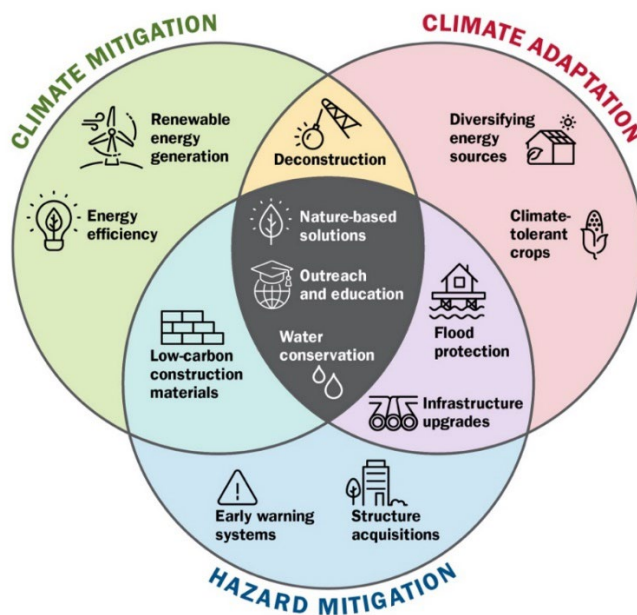 CLIMATE MITIGATION
CLIMATE ADAPTATION
Renewable
energy
generation
Energy
efficiency
Deconstruction
Diversifying
energy
sources
Climate-
tolerant
crops
Nature-based
solutions
Outreach
and education
Water
conservation
Low-carbon
construction
materials
Flood
protection
Infrastructure
upgrades
Early warning
systems
Structure
acquisitions
HAZARD MITIGATION